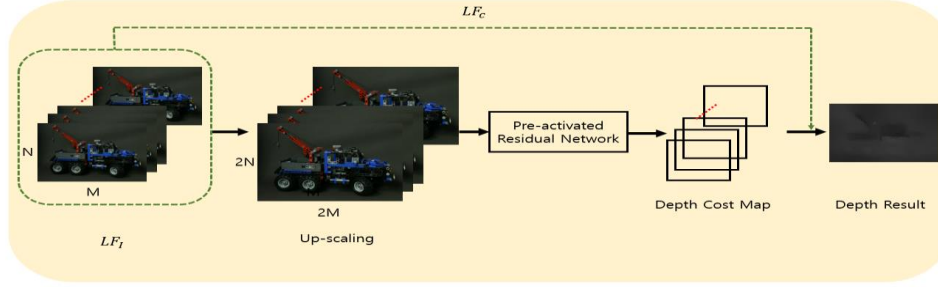 LF_c
N
M
LF_I
2N
2M
Up-scaling
Pre-activated
Residual Network
Depth Cost Map
Depth Result